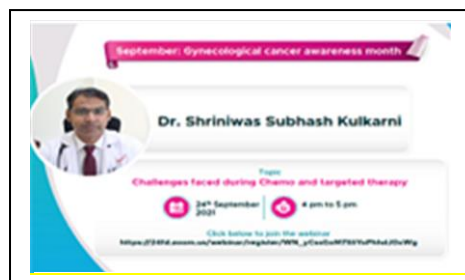 September: Gynecological cancer awareness month
Dr. Shriniwas Subhash Kulkarni
Topic
Challenges faced during Chemo and targeted therapy
24th September
2021
4 pm to 5 pm
Click below to join the webinar